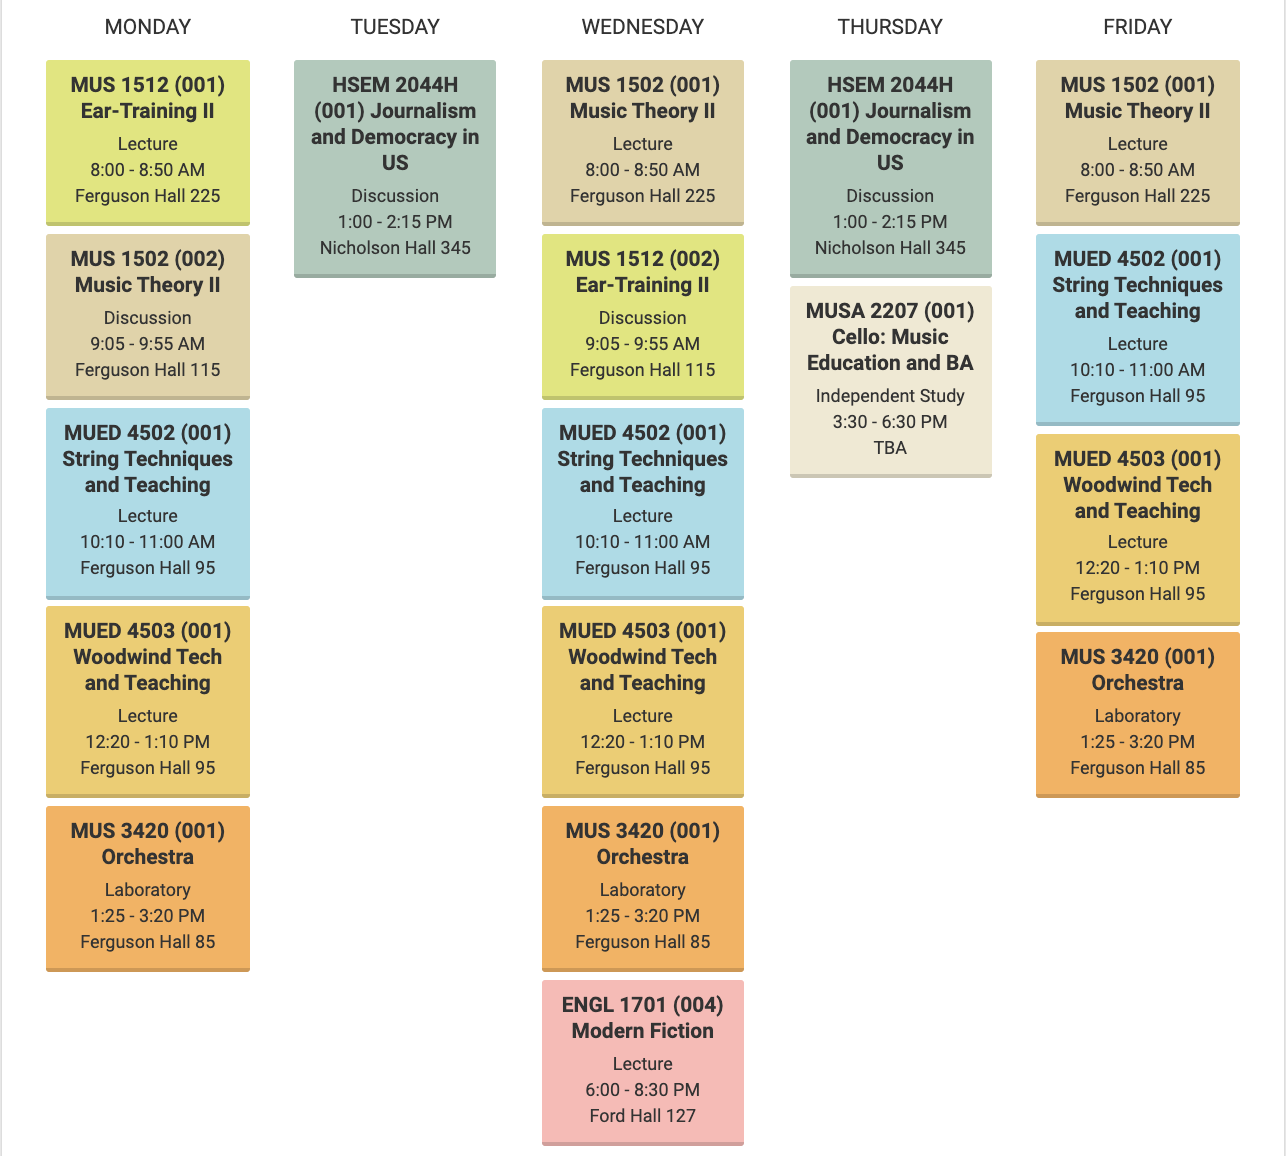 MONDAY
MUS 1512 (001)
Ear-Training II
Lecture
8:00 - 8:50 AM
Ferguson Hall 225
MUS 1502 (002)
Music Theory II
Discussion
9:05 - 9:55 AM
Ferguson Hall 115
MUED 4502 (001)
String Techniques
and Teaching
Lecture
10:10 - 11:00 AM
Ferguson Hall 95
MUED 4503 (001)
Woodwind Tech
and Teaching
Lecture
12:20 - 1:10 PM
Ferguson Hall 95
MUS 3420 (001)
Orchestra
Laboratory
1:25 - 3:20 PM
Ferguson Hall 85
TUESDAY
HSEM 2044H
(001) Journalism
and Democracy in
US
Discussion
1:00 - 2:15 PM
Nicholson Hall 345
WEDNESDAY
MUS 1502 (001)
Music Theory II
Lecture
8:00 - 8:50 AM
Ferguson Hall 225
MUS 1512 (002)
Ear-Training II
Discussion
9:05 - 9:55 AM
Ferguson Hall 115
MUED 4502 (001)
String Techniques
and Teaching
Lecture
10:10 - 11:00 AM
Ferguson Hall 95
MUED 4503 (001)
Woodwind Tech
and Teaching
Lecture
12:20 - 1:10 PM
Ferguson Hall 95
MUS 3420 (001)
Orchestra
Laboratory
1:25 - 3:20 PM
Ferguson Hall 85
ENGL 1701 (004)
Modern Fiction
Lecture
6:00 - 8:30 PM
Ford Hall 127
THURSDAY
HSEM 2044H
(001) Journalism
and Democracy in
US
Discussion
1:00 - 2:15 PM
Nicholson Hall 345
MUSA 2207 (001)
Cello: Music
Education and BA
Independent Study
3:30 - 6:30 PM
TBA
FRIDAY
MUS 1502 (001)
Music Theory II
Lecture
8:00 - 8:50 AM
Ferguson Hall 225
MUED 4502 (001)
String Techniques
and Teaching
Lecture
10:10 - 11:00 AM
Ferguson Hall 95
MUED 4503 (001)
Woodwind Tech
and Teaching
Lecture
12:20 - 1:10 PM
Ferguson Hall 95
MUS 3420 (001)
Orchestra
Laboratory
1:25 - 3:20 PM
Ferguson Hall 85